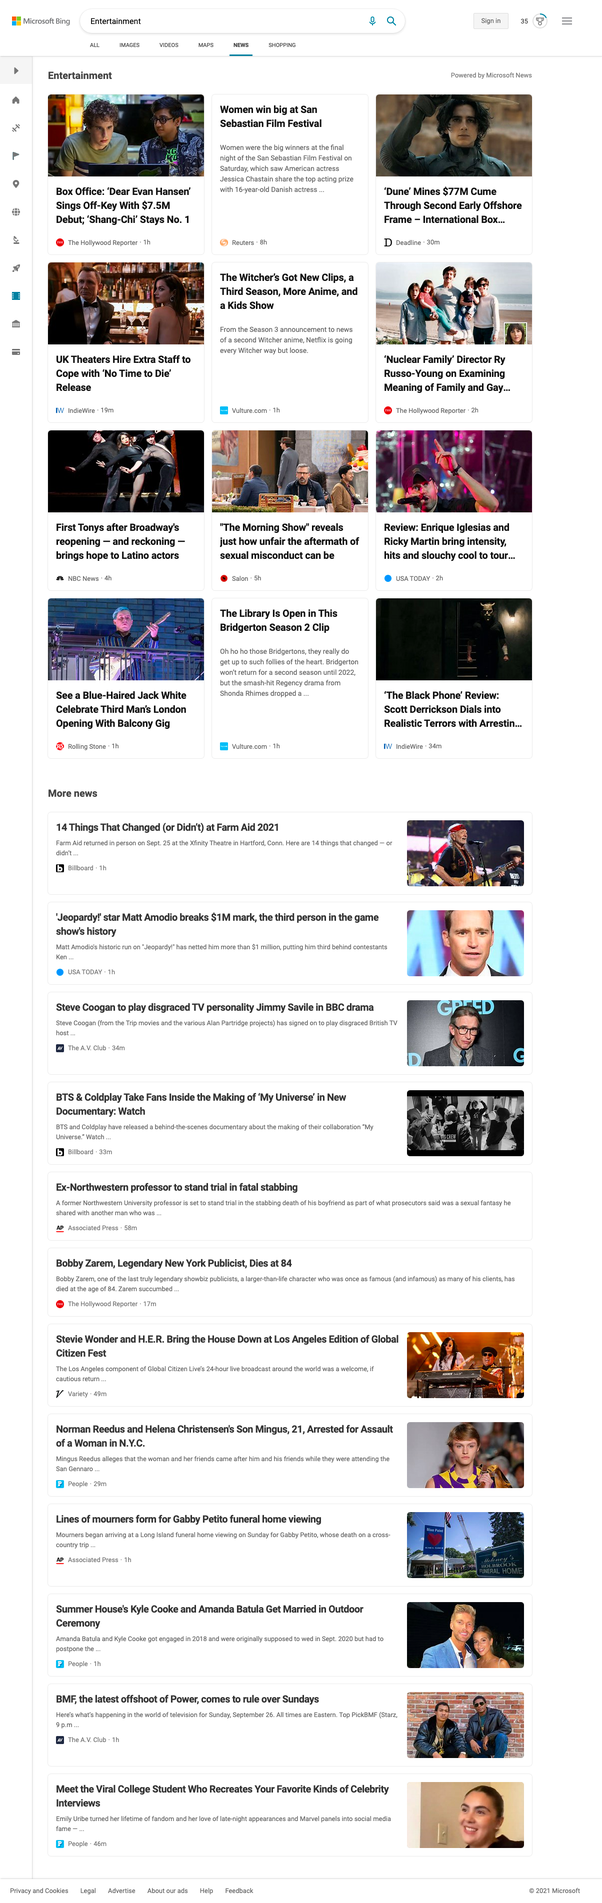 Microsoft Bing
Entertainment
Sign in
35
ALL
IMAGES
VIDEOS
MAPS
NEWS
SHOPPING
Entertainment
Powered by Microsoft News
Box Office: ‘Dear Evan Hansen’
Sings Off-Key With $7.5M
Debut; ‘Shang-Chi’ Stays No. 1
The Hollywood Reporter · 1h
Women win big at San
Sebastian Film Festival
Women were the big winners at the final
night of the San Sebastian Film Festival on
Saturday, which saw American actress
Jessica Chastain share the top acting prize
with 16-year-old Danish actress ...
Reuters · 8h
‘Dune’ Mines $77M Cume
Through Second Early Offshore
Frame – International Box...
Deadline · 30m
UK Theaters Hire Extra Staff to
Cope with ‘No Time to Die’
Release
IndieWire · 19m
The Witcher’s Got New Clips, a
Third Season, More Anime, and
a Kids Show
From the Season 3 announcement to news
of a second Witcher anime, Netflix is going
every Witcher way but loose.
Vulture.com · 1h
‘Nuclear Family’ Director Ry
Russo-Young on Examining
Meaning of Family and Gay...
The Hollywood Reporter · 2h
First Tonys after Broadway's
reopening — and reckoning —
brings hope to Latino actors
NBC News · 4h
"The Morning Show" reveals
just how unfair the aftermath of
sexual misconduct can be
Salon · 5h
Review: Enrique Iglesias and
Ricky Martin bring intensity,
hits and slouchy cool to tour...
USA TODAY · 2h
See a Blue-Haired Jack White
Celebrate Third Man’s London
Opening With Balcony Gig
Rolling Stone · 1h
The Library Is Open in This
Bridgerton Season 2 Clip
Oh ho ho those Bridgertons, they really do
get up to such follies of the heart. Bridgerton
won’t return for a second season until 2022,
but the smash-hit Regency drama from
Shonda Rhimes dropped a ...
Vulture.com · 1h
‘The Black Phone’ Review:
Scott Derrickson Dials into
Realistic Terrors with Arrestin...
IndieWire · 34m
More news
14 Things That Changed (or Didn’t) at Farm Aid 2021
Farm Aid returned in person on Sept. 25 at the Xfinity Theatre in Hartford, Conn. Here are 14 things that changed — or
didn’t ...
Billboard · 1h
'Jeopardy!' star Matt Amodio breaks $1M mark, the third person in the game
show's history
Matt Amodio's historic run on "Jeopardy!" has netted him more than $1 million, putting him third behind contestants
Ken ...
USA TODAY · 1h
Steve Coogan to play disgraced TV personality Jimmy Savile in BBC drama
Steve Coogan (from the Trip movies and the various Alan Partridge projects) has signed on to play disgraced British TV
host ...
The A.V. Club · 34m
GREED
BTS & Coldplay Take Fans Inside the Making of ‘My Universe’ in New
Documentary: Watch
BTS and Coldplay have released a behind-the-scenes documentary about the making of their collaboration “My
Universe.” Watch ...
Billboard · 33m
Ex-Northwestern professor to stand trial in fatal stabbing
A former Northwestern University professor is set to stand trial in the stabbing death of his boyfriend as part of what prosecutors said was a sexual fantasy he
shared with another man who was ...
AP Associated Press · 58m
Bobby Zarem, Legendary New York Publicist, Dies at 84
Bobby Zarem, one of the last truly legendary showbiz publicists, a larger-than-life character who was once as famous (and infamous) as many of his clients, has
died at the age of 84. Zarem succumbed ...
The Hollywood Reporter · 17m
Stevie Wonder and H.E.R. Bring the House Down at Los Angeles Edition of Global
Citizen Fest
The Los Angeles component of Global Citizen Live’s 24-hour live broadcast around the world was a welcome, if
cautious return ...
Variety · 49m
Norman Reedus and Helena Christensen's Son Mingus, 21, Arrested for Assault
of a Woman in N.Y.C.
Mingus Reedus alleges that the woman and her friends came after him and his friends while they were attending the
San Gennaro ...
People · 29m
Lines of mourners form for Gabby Petito funeral home viewing
Mourners began arriving at a Long Island funeral home viewing on Sunday for Gabby Petito, whose death on a cross-
country trip ...
AP Associated Press · 1h
FUNERAL HOME
Summer House's Kyle Cooke and Amanda Batula Get Married in Outdoor
Ceremony
Amanda Batula and Kyle Cooke got engaged in 2018 and were originally supposed to wed in Sept. 2020 but had to
postpone the ...
People · 1h
BMF, the latest offshoot of Power, comes to rule over Sundays
Here’s what’s happening in the world of television for Sunday, September 26. All times are Eastern. Top PickBMF (Starz,
9 p.m ...
The A.V. Club · 1h
Meet the Viral College Student Who Recreates Your Favorite Kinds of Celebrity
Interviews
Emily Uribe turned her lifetime of fandom and her love of late-night appearances and Marvel panels into social media
fame — ...
People · 46m
Privacy and Cookies
Legal
Advertise
About our ads
Help
Feedback
© 2021 Microsoft